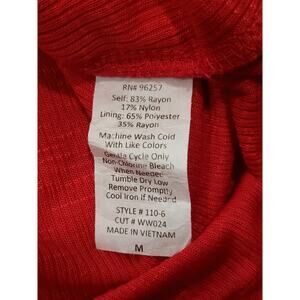 RN# 96257
Self: 83% Rayon
17% Nylon
Lining: 65% Polyester
35% Rayon
Machine Wash Cold
With Like Colors
Gentle Cycle Only
Non-Chlorine Bleach
When Needed
Tumble Dry Low
Remove Promptly
Cool Iron if Needed
STYLE # 110-6
CUT # WW024
MADE IN VIETNAM
M